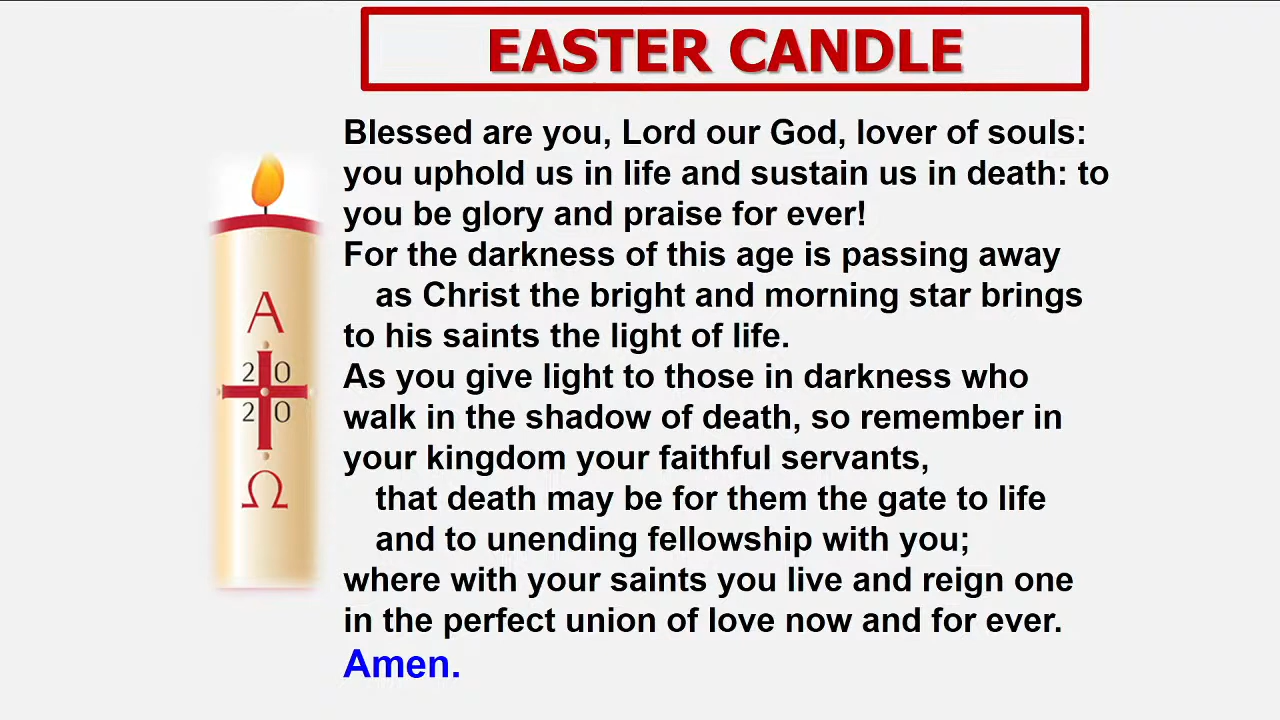 EASTER CANDLE
Blessed are you, Lord our God, lover of souls:
you uphold us in life and sustain us in death: to
you be glory and praise for ever!
For the darkness of this age is passing away
as Christ the bright and morning star brings
to his saints the light of life.
As you give light to those in darkness who
walk in the shadow of death, so remember in
your kingdom your faithful servants,
that death may be for them the gate to life
and to unending fellowship with you;
where with your saints you live and reign one
in the perfect union of love now and for ever.
Amen.
Α
2 0
2 0
Ω